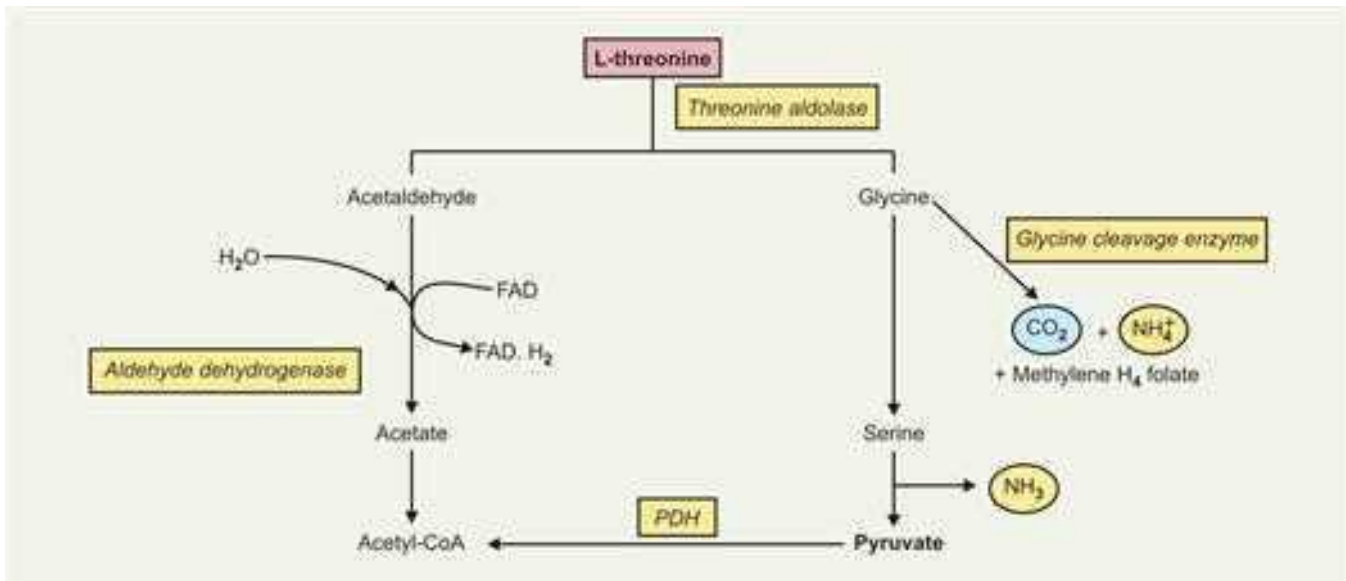 L-threonine
Threonine aldolase
Acetaldehyde
Glycine
Glycine cleavage enzyme
H₂O
FAD
CO₂ + NH₄⁺
+ Methylene H₄ folate
FAD. H₂
Aldehyde dehydrogenase
Acetate
Serine
NH₃
PDH
Acetyl-CoA
Pyruvate